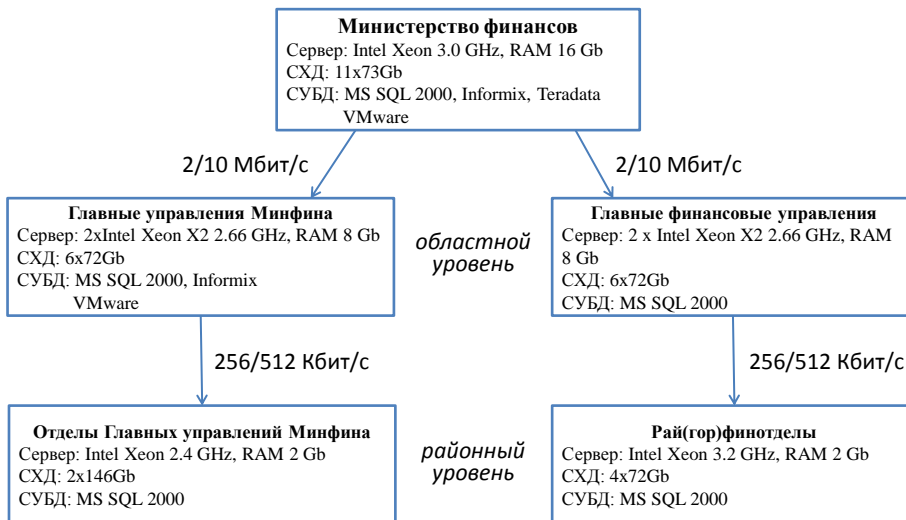 Министерство финансов
Сервер: Intel Xeon 3.0 GHz, RAM 16 Gb
СХД: 11x73Gb
СУБД: MS SQL 2000, Informix, Teradata
VMware
2/10 Мбит/с
2/10 Мбит/с
Главные управления Минфина
Сервер: 2xIntel Xeon X2 2.66 GHz, RAM 8 Gb
СХД: 6x72Gb
СУБД: MS SQL 2000, Informix
VMware
областной
уровень
Главные финансовые управления
Сервер: 2 x Intel Xeon X2 2.66 GHz, RAM
8 Gb
СХД: 6x72Gb
СУБД: MS SQL 2000
256/512 Кбит/с
256/512 Кбит/с
Отделы Главных управлений Минфина
Сервер: Intel Xeon 2.4 GHz, RAM 2 Gb
СХД: 2x146Gb
СУБД: MS SQL 2000
районный
уровень
Рай(гор)финотделы
Сервер: Intel Xeon 3.2 GHz, RAM 2 Gb
СХД: 4x72Gb
СУБД: MS SQL 2000